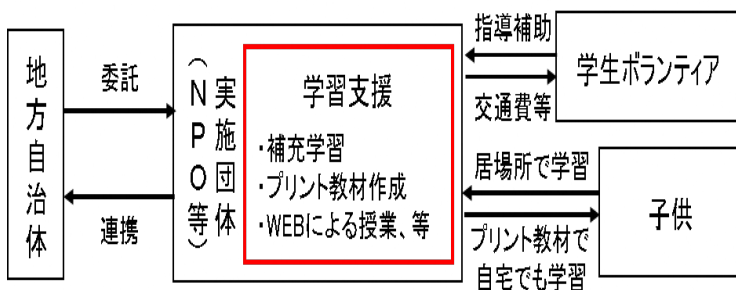 地方自治体
委託
連携
実施団体
（NPO等）
学習支援
・補充学習
・プリント教材作成
・WEBによる授業、等
指導補助
交通費等
学生ボランティア
居場所で学習
プリント教材で
自宅でも学習
子供